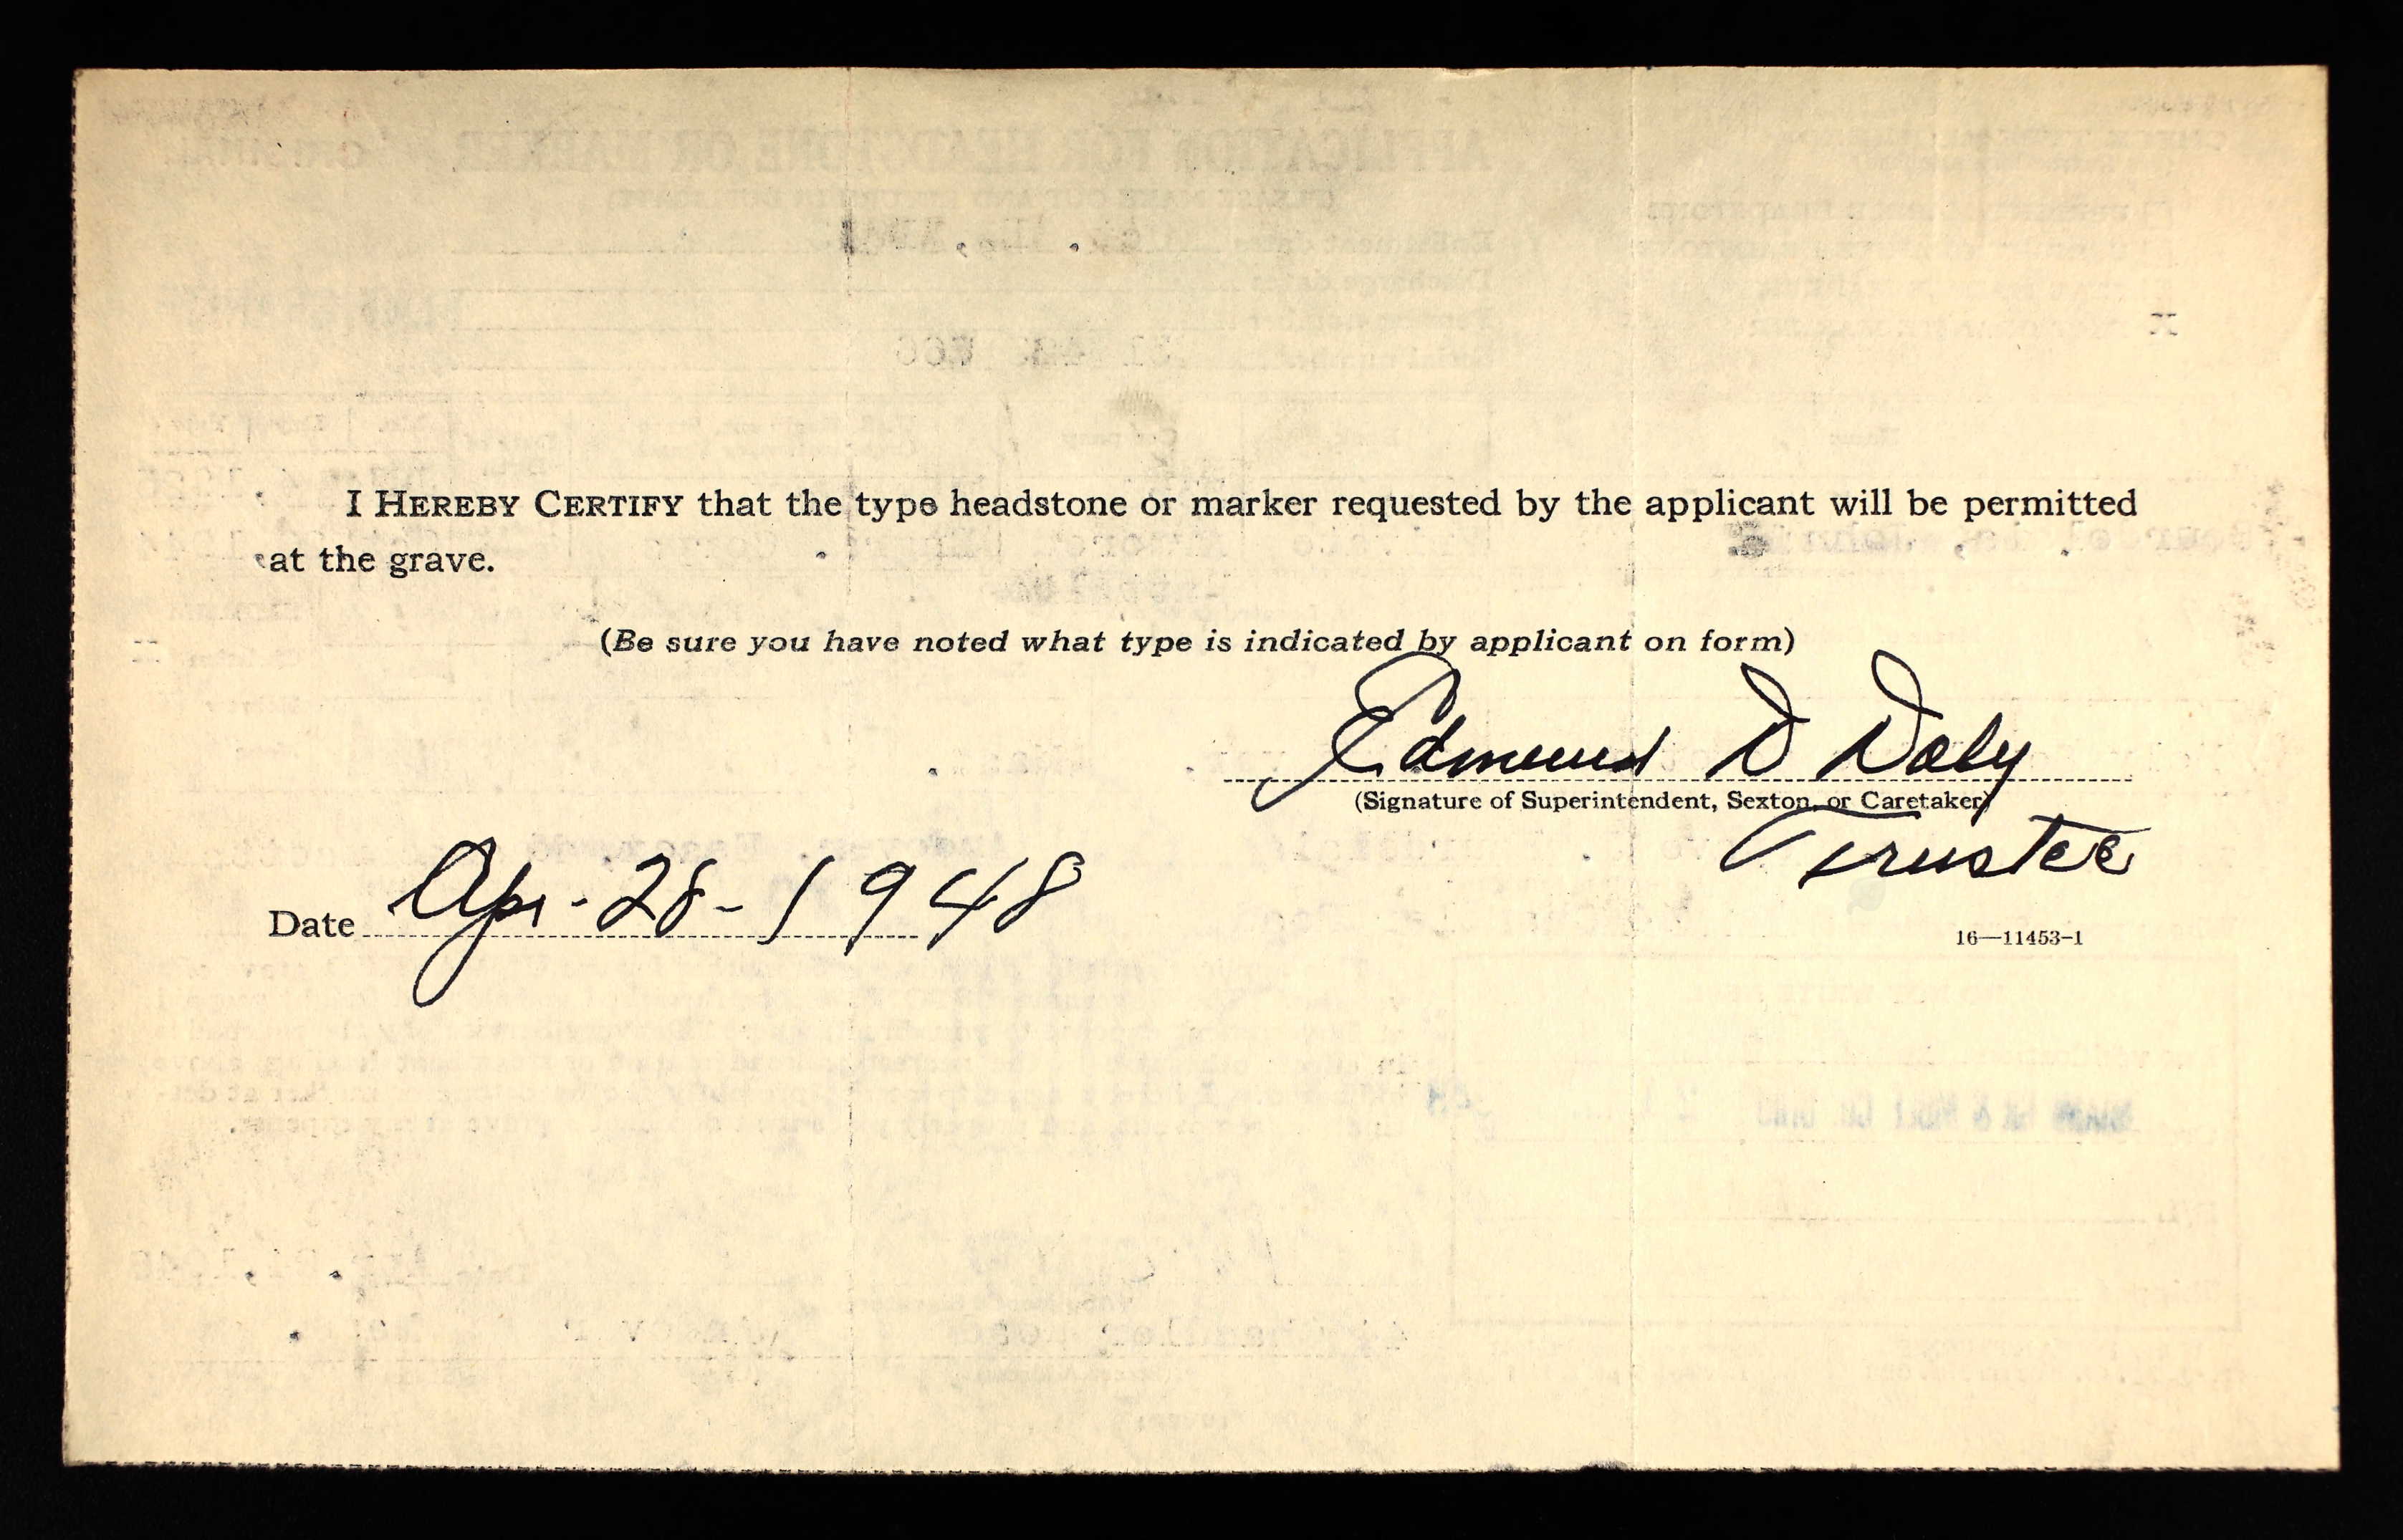 I HEREBY CERTIFY that the type headstone or marker requested by the applicant will be permitted
at the grave.
(Be sure you have noted what type is indicated by applicant on form)
Edmund D Daby
(Signature of Superintendent, Sexton, or Caretaker)
Trustee
Date Apr-28-1948
16—11453-1